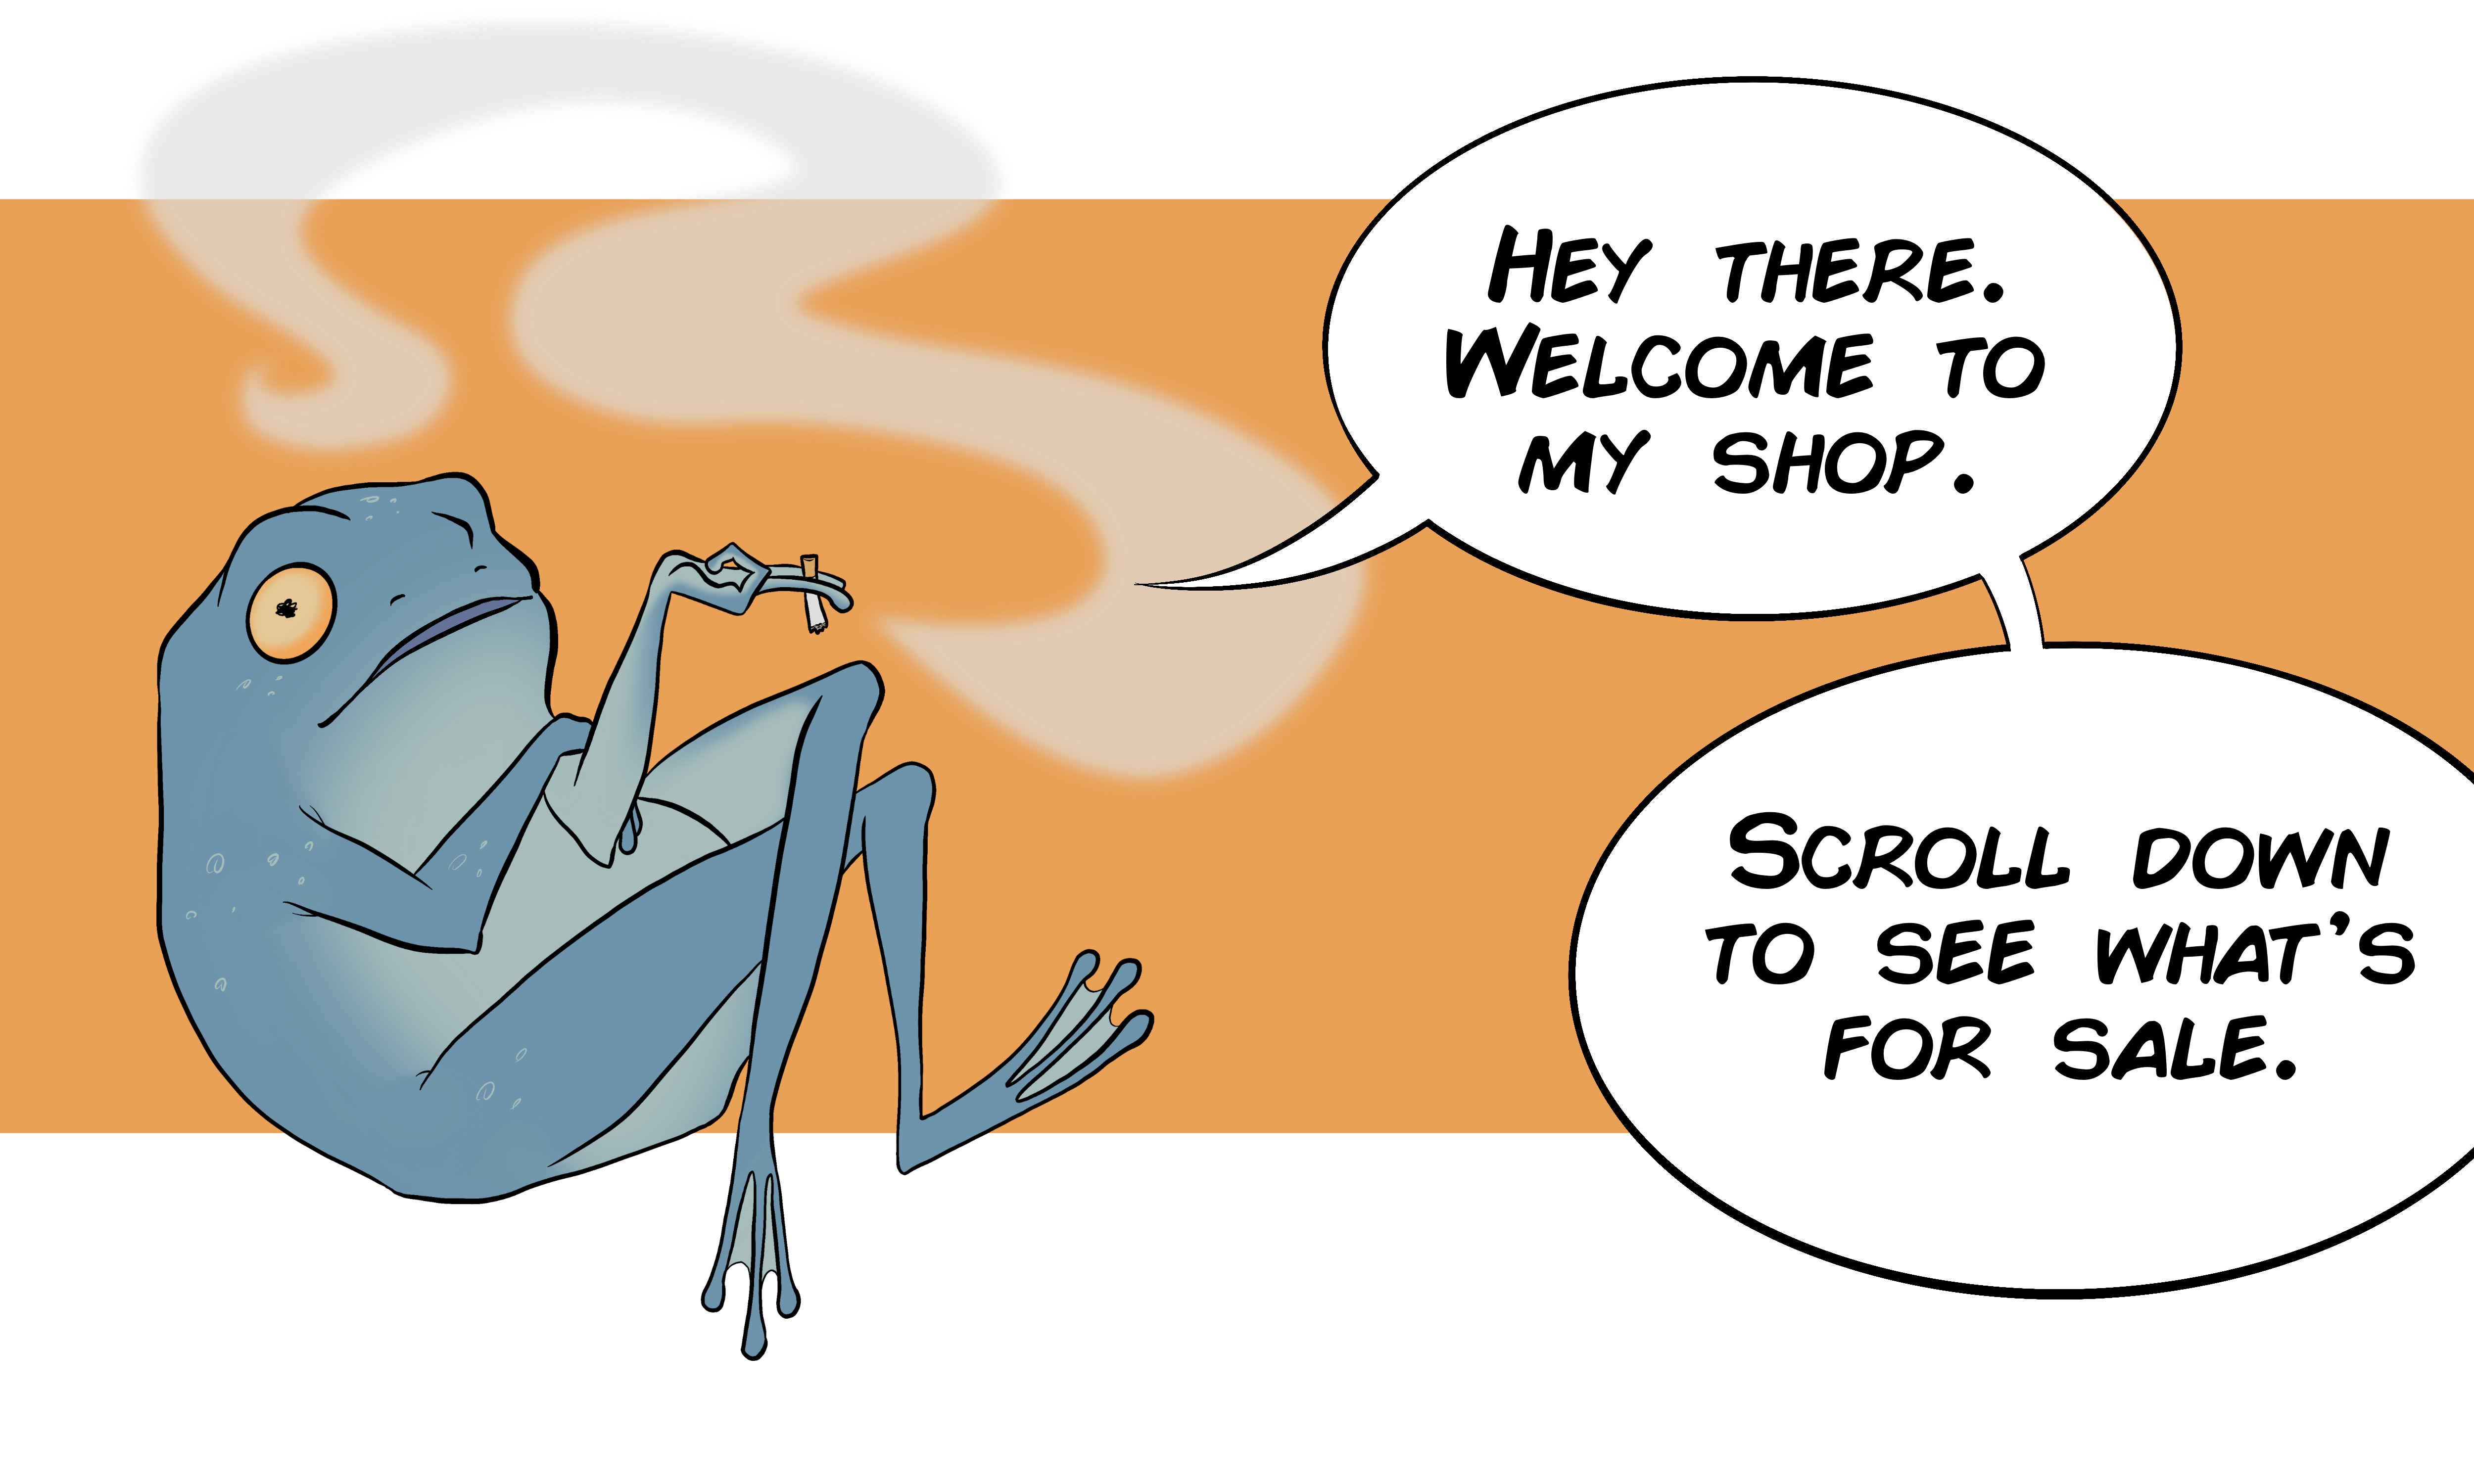 Hey there.
Welcome to
my shop.
Scroll down
to see what's
for sale.